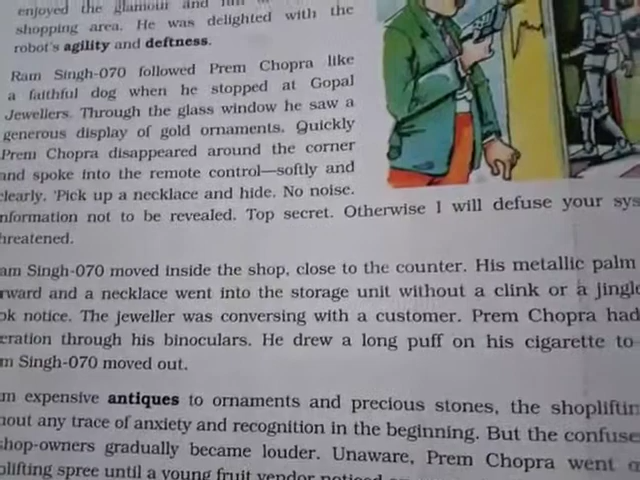 enjoyed the glamour and
shopping area. He was delighted with the
robot's agility and deftness.
Ram Singh-070 followed Prem Chopra like
a faithful dog when he stopped at Gopal
Jewellers. Through the glass window he saw a
generous display of gold ornaments. Quickly
Prem Chopra disappeared around the corner
and spoke into the remote control—softly and
clearly. 'Pick up a necklace and hide. No noise.
nformation not to be revealed. Top secret. Otherwise I will defuse your sys
hreatened.
am Singh-070 moved inside the shop, close to the counter. His metallic palm
rward and a necklace went into the storage unit without a clink or a jingle
ok notice. The jeweller was conversing with a customer. Prem Chopra had
eration through his binoculars. He drew a long puff on his cigarette to
m Singh-070 moved out.
m expensive antiques to ornaments and precious stones, the shopliftin
hout any trace of anxiety and recognition in the beginning. But the confuse
shop-owners gradually became louder. Unaware, Prem Chopra went
plifting spree until a young fruit vendor noticed